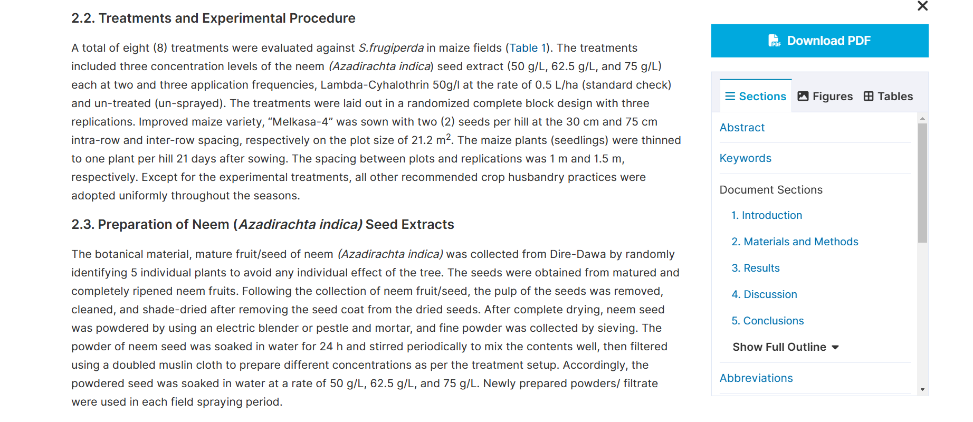 2.2. Treatments and Experimental Procedure
A total of eight (8) treatments were evaluated against S.frugiperda in maize fields (Table 1). The treatments
included three concentration levels of the neem (Azadirachta indica) seed extract (50 g/L, 62.5 g/L, and 75 g/L)
each at two and three application frequencies, Lambda-Cyhalothrin 50g/l at the rate of 0.5 L/ha (standard check)
and un-treated (un-sprayed). The treatments were laid out in a randomized complete block design with three
replications. Improved maize variety, “Melkasa-4” was sown with two (2) seeds per hill at the 30 cm and 75 cm
intra-row and inter-row spacing, respectively on the plot size of 21.2 m². The maize plants (seedlings) were thinned
to one plant per hill 21 days after sowing. The spacing between plots and replications was 1 m and 1.5 m,
respectively. Except for the experimental treatments, all other recommended crop husbandry practices were
adopted uniformly throughout the seasons.
2.3. Preparation of Neem (Azadirachta indica) Seed Extracts
The botanical material, mature fruit/seed of neem (Azadirachta indica) was collected from Dire-Dawa by randomly
identifying 5 individual plants to avoid any individual effect of the tree. The seeds were obtained from matured and
completely ripened neem fruits. Following the collection of neem fruit/seed, the pulp of the seeds was removed,
cleaned, and shade-dried after removing the seed coat from the dried seeds. After complete drying, neem seed
was powdered by using an electric blender or pestle and mortar, and fine powder was collected by sieving. The
powder of neem seed was soaked in water for 24 h and stirred periodically to mix the contents well, then filtered
using a doubled muslin cloth to prepare different concentrations as per the treatment setup. Accordingly, the
powdered seed was soaked in water at a rate of 50 g/L, 62.5 g/L, and 75 g/L. Newly prepared powders/ filtrate
were used in each field spraying period.
Download PDF
Sections Figures Tables
Abstract
Keywords
Document Sections
1. Introduction
2. Materials and Methods
3. Results
4. Discussion
5. Conclusions
Show Full Outline
Abbreviations